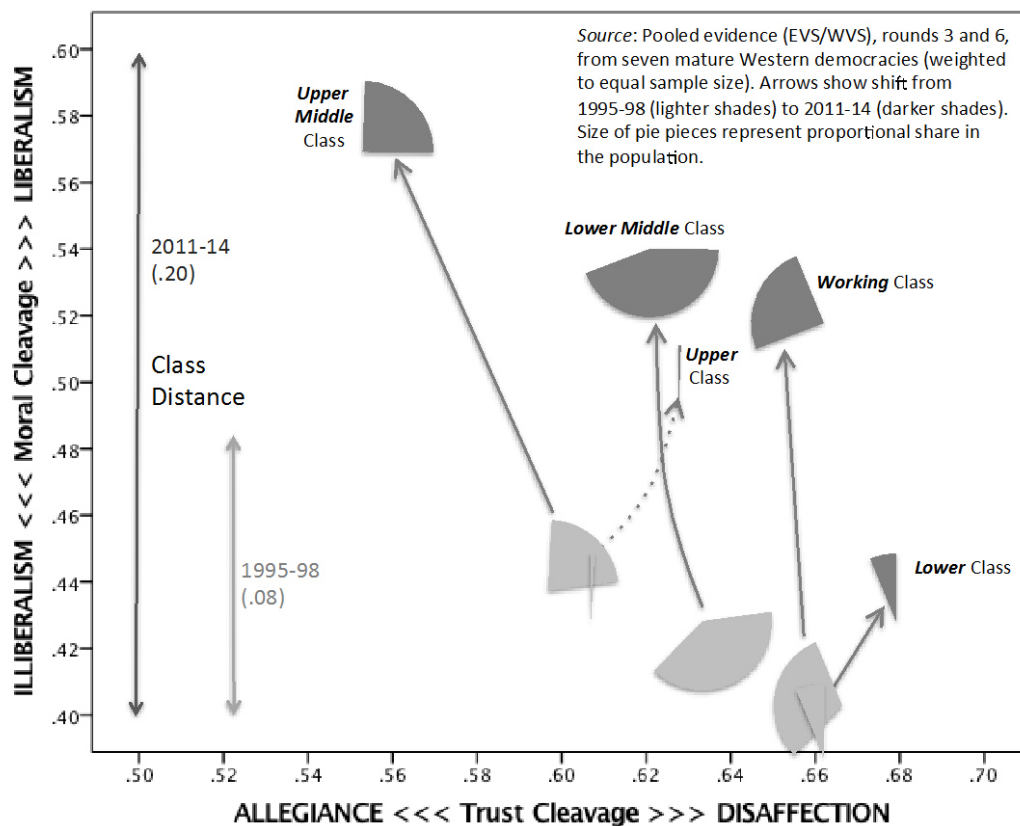 Source: Pooled evidence (EVS/WVS), rounds 3 and 6,
from seven mature Western democracies (weighted
to equal sample size). Arrows show shift from
1995-98 (lighter shades) to 2011-14 (darker shades).
Size of pie pieces represent proportional share in
the population.
ILLIBERALISM <<< Moral Cleavage >>> LIBERALISM
.60
.58
.56
.54
.52
.50
.48
.46
.44
.42
.40
2011-14
(.20)
Class
Distance
1995-98
(.08)
Upper
Middle
Class
Lower Middle Class
Working Class
Upper
Class
Lower Class
.50
.52
.54
.56
.58
.60
.62
.64
.66
.68
.70
ALLEGIANCE <<< Trust Cleavage >>> DISAFFECTION